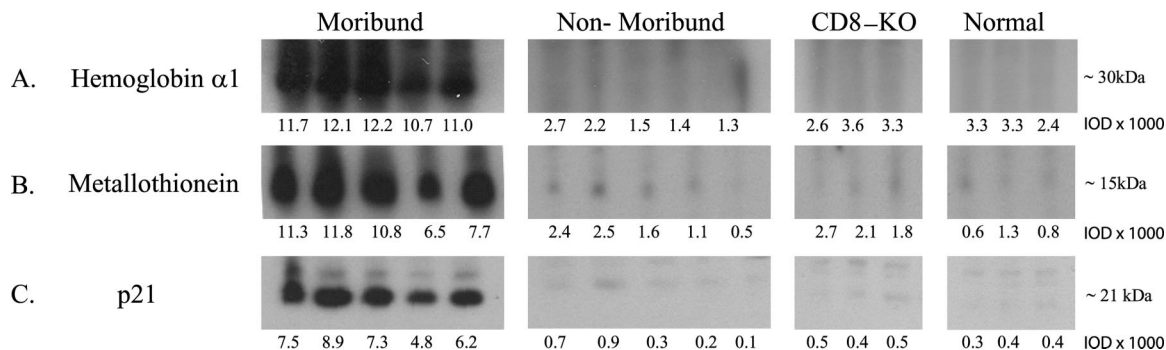 Moribund Non- Moribund CD8–KO Normal
A. Hemoglobin α1 ~ 30kDa
11.7 12.1 12.2 10.7 11.0 2.7 2.2 1.5 1.4 1.3 2.6 3.6 3.3 3.3 3.3 2.4 IOD x 1000
B. Metallothionein ~ 15kDa
11.3 11.8 10.8 6.5 7.7 2.4 2.5 1.6 1.1 0.5 2.7 2.1 1.8 0.6 1.3 0.8 IOD x 1000
C. p21 ~ 21 kDa
7.5 8.9 7.3 4.8 6.2 0.7 0.9 0.3 0.2 0.1 0.5 0.4 0.5 0.3 0.4 0.4 IOD x 1000